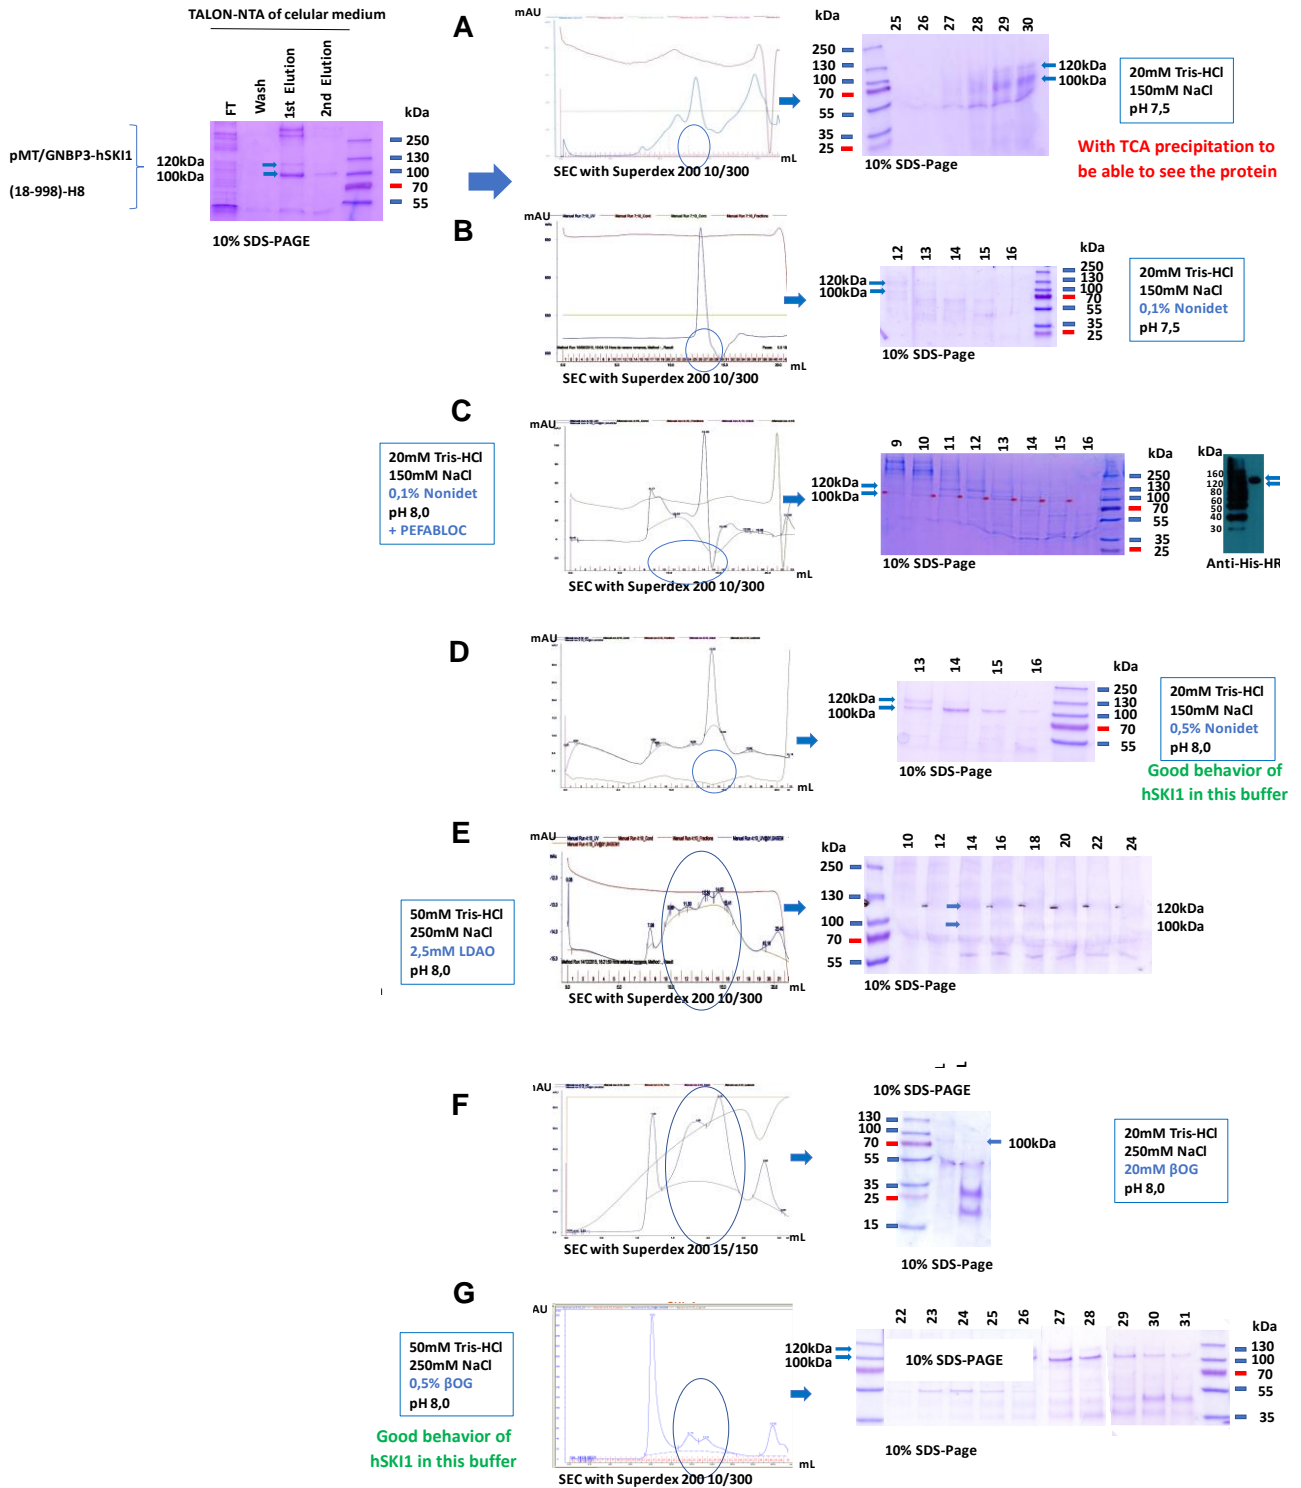 TALON-NTA of celular medium
FT
Wash
1st Elution
2nd Elution
kDa
250
130
100
70
55
pMT/GNBP3-hSKI1
(18-998)-H8
120kDa
100kDa
10% SDS-PAGE
A
mAU
mL
SEC with Superdex 200 10/300
kDa
25 26 27 28 29 30
250
130
100
70
55
35
25
120kDa
100kDa
10% SDS-Page
20mM Tris-HCl
150mM NaCl
pH 7,5
With TCA precipitation to
be able to see the protein
B
mAU
mL
SEC with Superdex 200 10/300
12 13 14 15 16
kDa
250
130
100
70
55
35
25
120kDa
100kDa
10% SDS-Page
20mM Tris-HCl
150mM NaCl
0,1% Nonidet
pH 7,5
C
20mM Tris-HCl
150mM NaCl
0,1% Nonidet
pH 8,0
+ PEFABLOC
mAU
mL
SEC with Superdex 200 10/300
9 10 11 12 13 14 15 16
120kDa
100kDa
kDa
250
130
100
70
55
35
25
10% SDS-Page
kDa
160
120
80
60
50
40
30
Anti-His-HR
D
mAU
mL
13 14 15 16
120kDa
100kDa
kDa
250
130
100
70
55
10% SDS-Page
20mM Tris-HCl
150mM NaCl
0,5% Nonidet
pH 8,0
Good behavior of
hSKI1 in this buffer
E
50mM Tris-HCl
250mM NaCl
2,5mM LDAO
pH 8,0
mAU
mL
SEC with Superdex 200 10/300
kDa
10 12 14 16 18 20 22 24
250
130
100
70
55
120kDa
100kDa
10% SDS-Page
F
AU
mL
SEC with Superdex 200 15/150
10% SDS-PAGE
130
100
70
55
35
25
15
100kDa
10% SDS-Page
20mM Tris-HCl
250mM NaCl
20mM βOG
pH 8,0
G
50mM Tris-HCl
250mM NaCl
0,5% βOG
pH 8,0
Good behavior of
hSKI1 in this buffer
AU
mL
SEC with Superdex 200 10/300
22 23 24 25 26 27 28 29 30 31
120kDa
100kDa
10% SDS-PAGE
kDa
130
100
70
55
35
10% SDS-Page